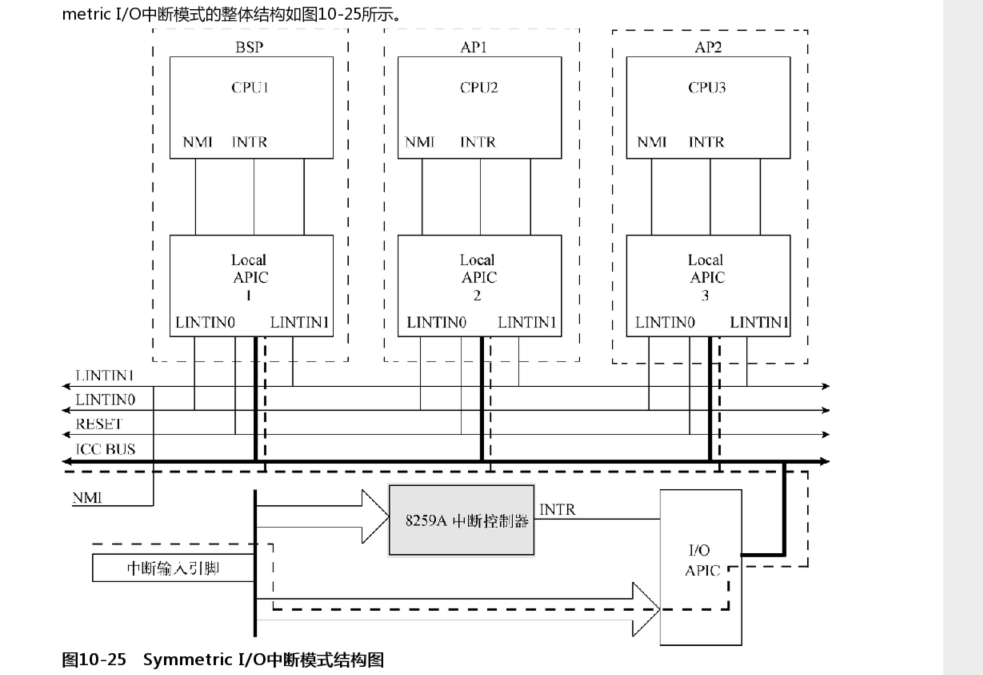 metric I/O中断模式的整体结构如图10-25所示。
BSP
AP1
AP2
CPU1
CPU2
CPU3
NMI INTR
NMI INTR
NMI INTR
Local
APIC
1
Local
APIC
2
Local
APIC
3
LINTIN0 LINTIN1
LINTIN0 LINTIN1
LINTIN0 LINTIN1
LINTIN1
LINTIN0
RESET
ICC BUS
NMI
8259A 中断控制器
INTR
I/O
APIC
中断输入引脚
图10-25 Symmetric I/O中断模式结构图